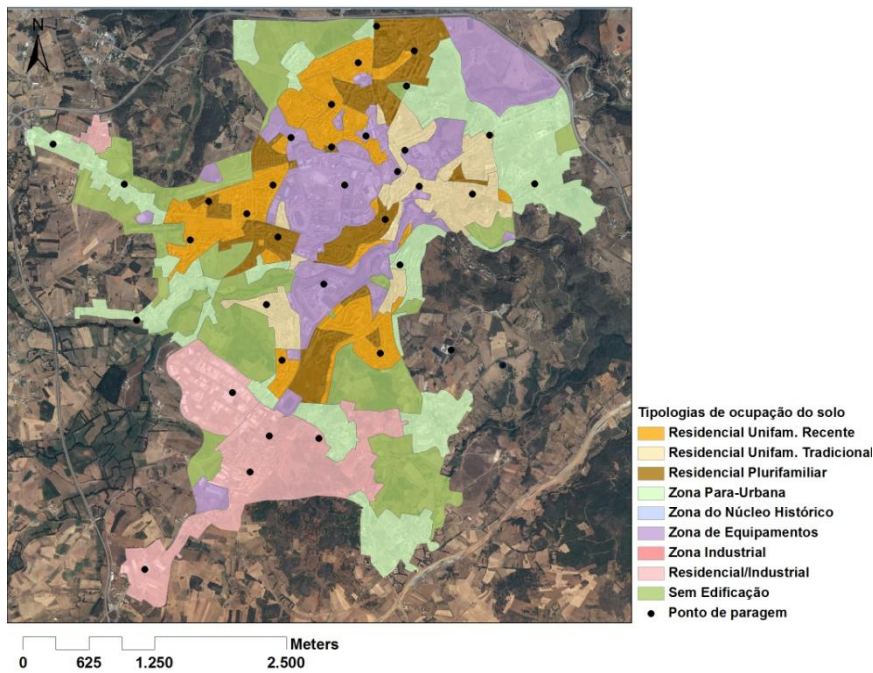 N
Tipologias de ocupação do solo
Residencial Unifam. Recente
Residencial Unifam. Tradicional
Residencial Plurifamiliar
Zona Para-Urbana
Zona do Núcleo Histórico
Zona de Equipamentos
Zona Industrial
Residencial/Industrial
Sem Edificação
Ponto de paragem
Meters
0 625 1.250 2.500